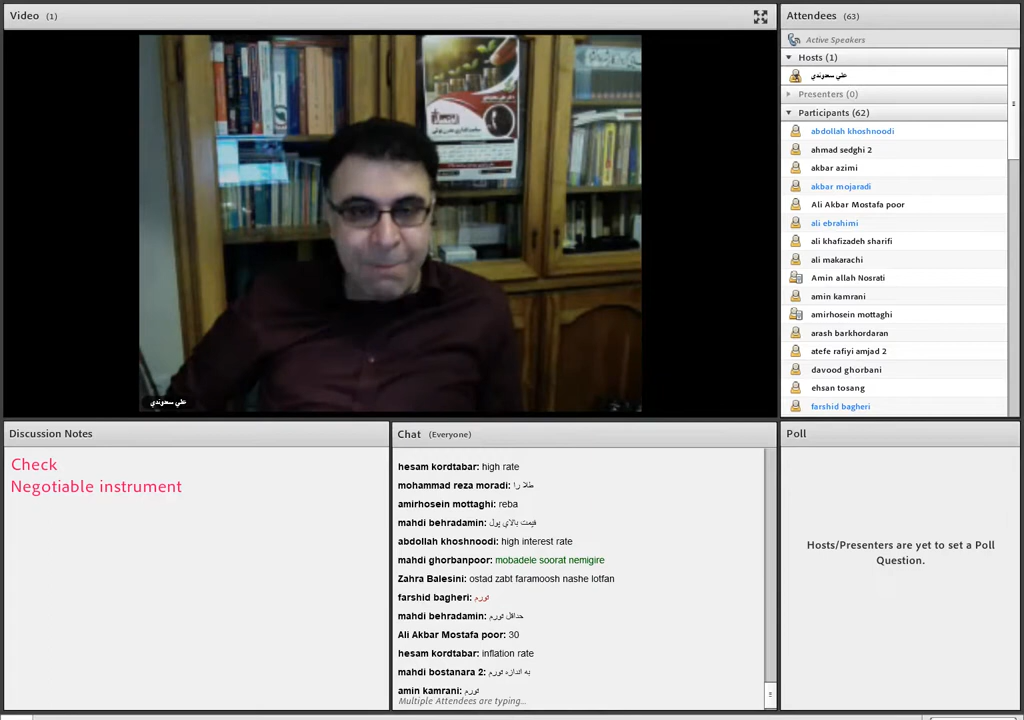 Video (1)
علي سعدوندي
Attendees (63)
Active Speakers
Hosts (1)
علي سعدوندي
Presenters (0)
Participants (62)
abdollah khoshnoodi
ahmad sedghi 2
akbar azimi
akbar mojaradi
Ali Akbar Mostafa poor
ali ebrahimi
ali khafizadeh sharifi
ali makarachi
Amin allah Nosrati
amin kamrani
amirhosein mottaghi
arash barkhordaran
atefe rafiyi amjad 2
davood ghorbani
ehsan tosang
farshid bagheri
Discussion Notes
Check
Negotiable instrument
Chat (Everyone)
hesam kordtabar: high rate
mohammad reza moradi: طلا را
amirhosein mottaghi: reba
mahdi behradamin: قيمت بالاي پول
abdollah khoshnoodi: high interest rate
mahdi ghorbanpoor: mobadele soorat nemigire
Zahra Balesini: ostad zabt faramoosh nashe lotfan
farshid bagheri: تورم
mahdi behradamin: حداقل تورم
Ali Akbar Mostafa poor: 30
hesam kordtabar: inflation rate
mahdi bostanara 2: به اندازه تورم
amin kamrani: تورم
Multiple Attendees are typing...
Poll
Hosts/Presenters are yet to set a Poll
Question.